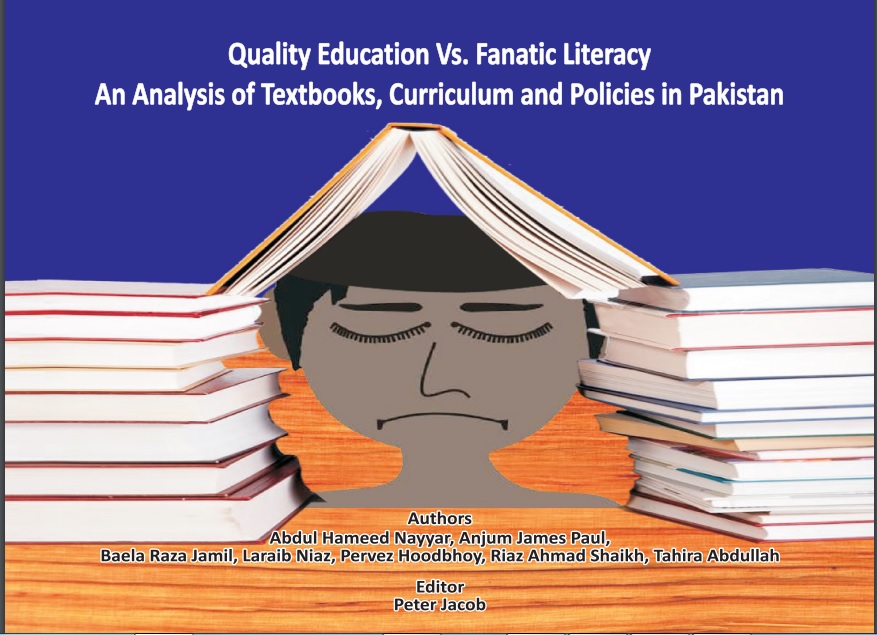 Quality Education Vs. Fanatic Literacy
An Analysis of Textbooks, Curriculum and Policies in Pakistan
Authors
Abdul Hameed Nayyar, Anjum James Paul,
Baela Raza Jamil, Laraib Niaz, Pervez Hoodbhoy, Riaz Ahmad Shaikh, Tahira Abdullah
Editor
Peter Jacob